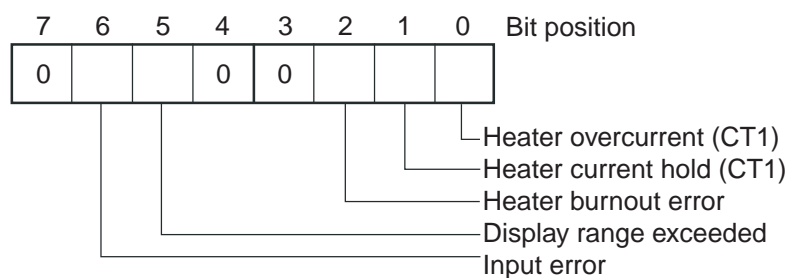 7 6 5 4 3 2 1 0 Bit position
0 0 0
Heater overcurrent (CT1)
Heater current hold (CT1)
Heater burnout error
Display range exceeded
Input error